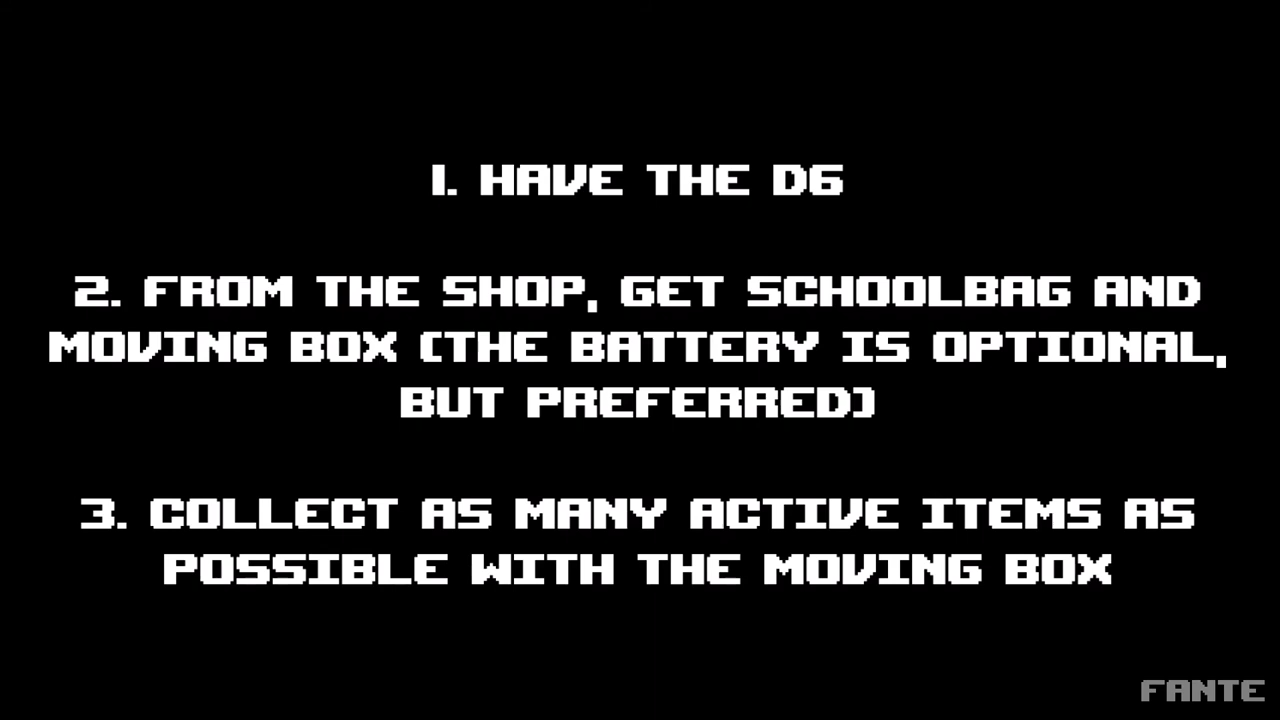 1. HAVE THE D6
2. FROM THE SHOP, GET SCHOOLBAG AND
MOVING BOX (THE BATTERY IS OPTIONAL,
BUT PREFERRED)
3. COLLECT AS MANY ACTIVE ITEMS AS
POSSIBLE WITH THE MOVING BOX
FANTE